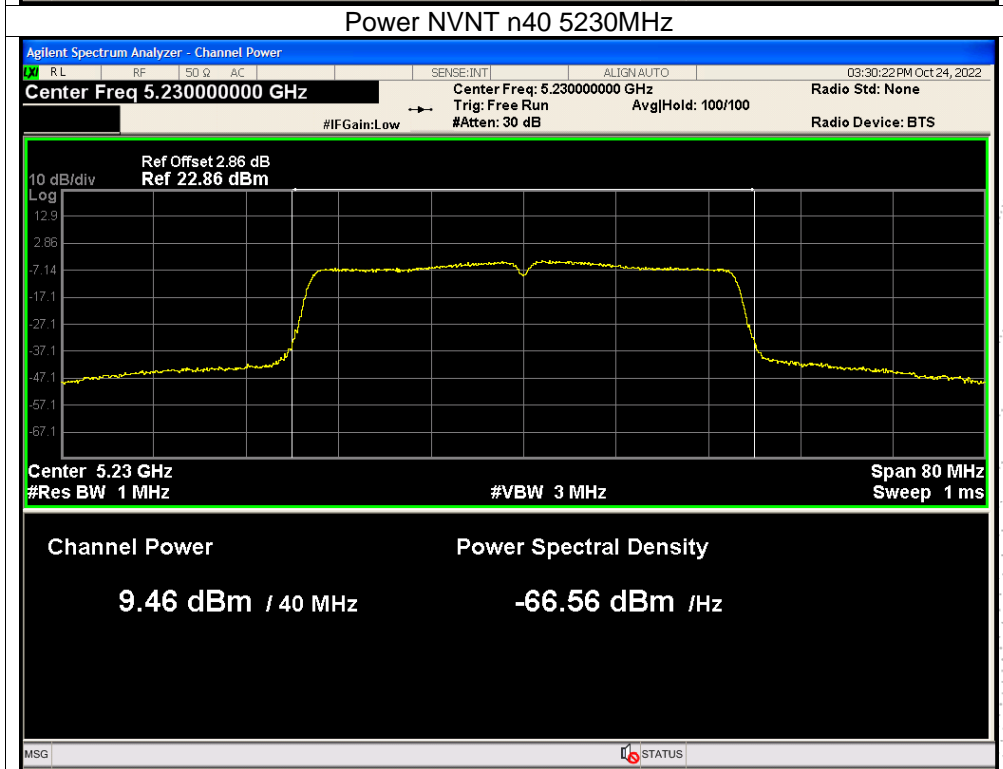 Power NVNT n40 5230MHz
Agilent Spectrum Analyzer - Channel Power
LXI RL RF 50 Ω AC SENSE:INT ALIGN AUTO 03:30:22 PM Oct 24, 2022
Center Freq 5.230000000 GHz Center Freq: 5.230000000 GHz Radio Std: None
Trig: Free Run Avg|Hold: 100/100
#IFGain:Low #Atten: 30 dB Radio Device: BTS
Ref Offset 2.86 dB
10 dB/div Ref 22.86 dBm
Log
12.9
2.86
-7.14
-17.1
-27.1
-37.1
-47.1
-57.1
-67.1
Center 5.23 GHz Span 80 MHz
#Res BW 1 MHz #VBW 3 MHz Sweep 1 ms
Channel Power Power Spectral Density
9.46 dBm / 40 MHz -66.56 dBm /Hz
MSG STATUS